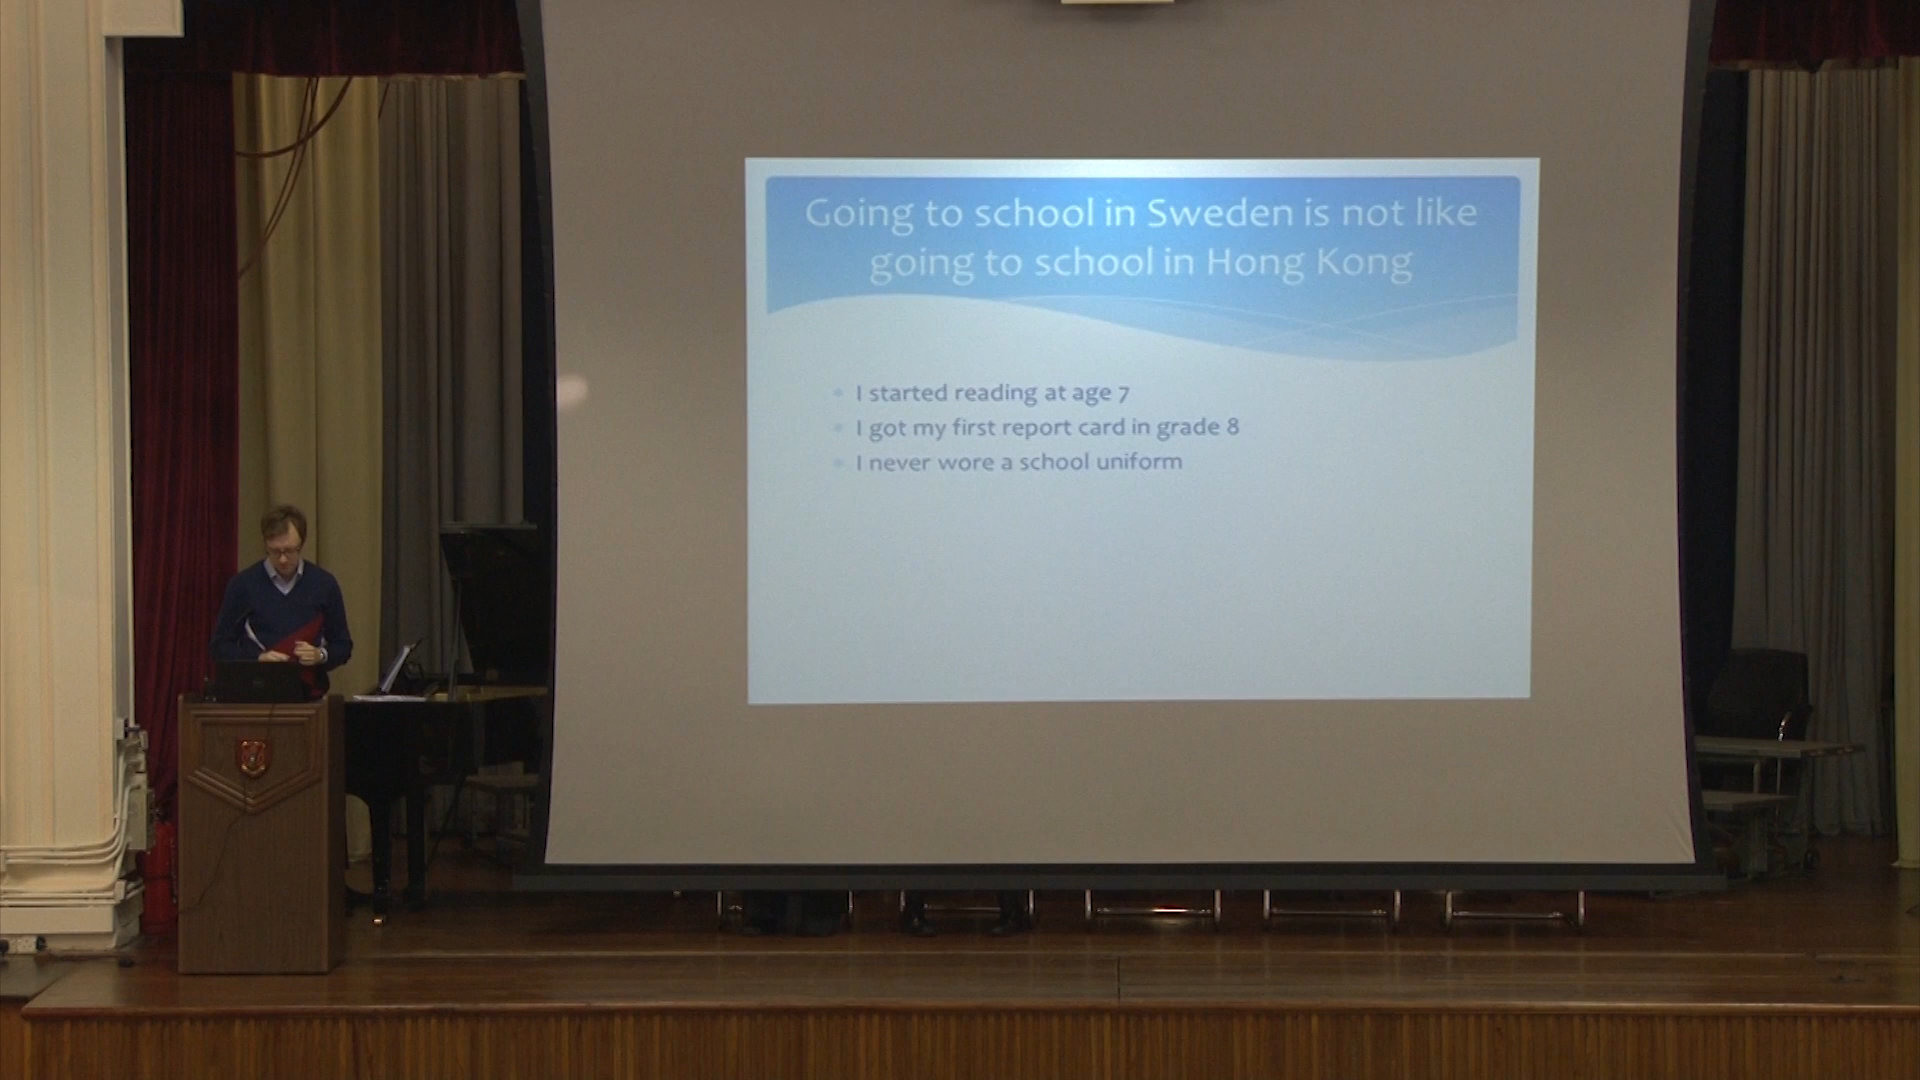 Going to school in Sweden is not like
going to school in Hong Kong
I started reading at age 7
I got my first report card in grade 8
I never wore a school uniform